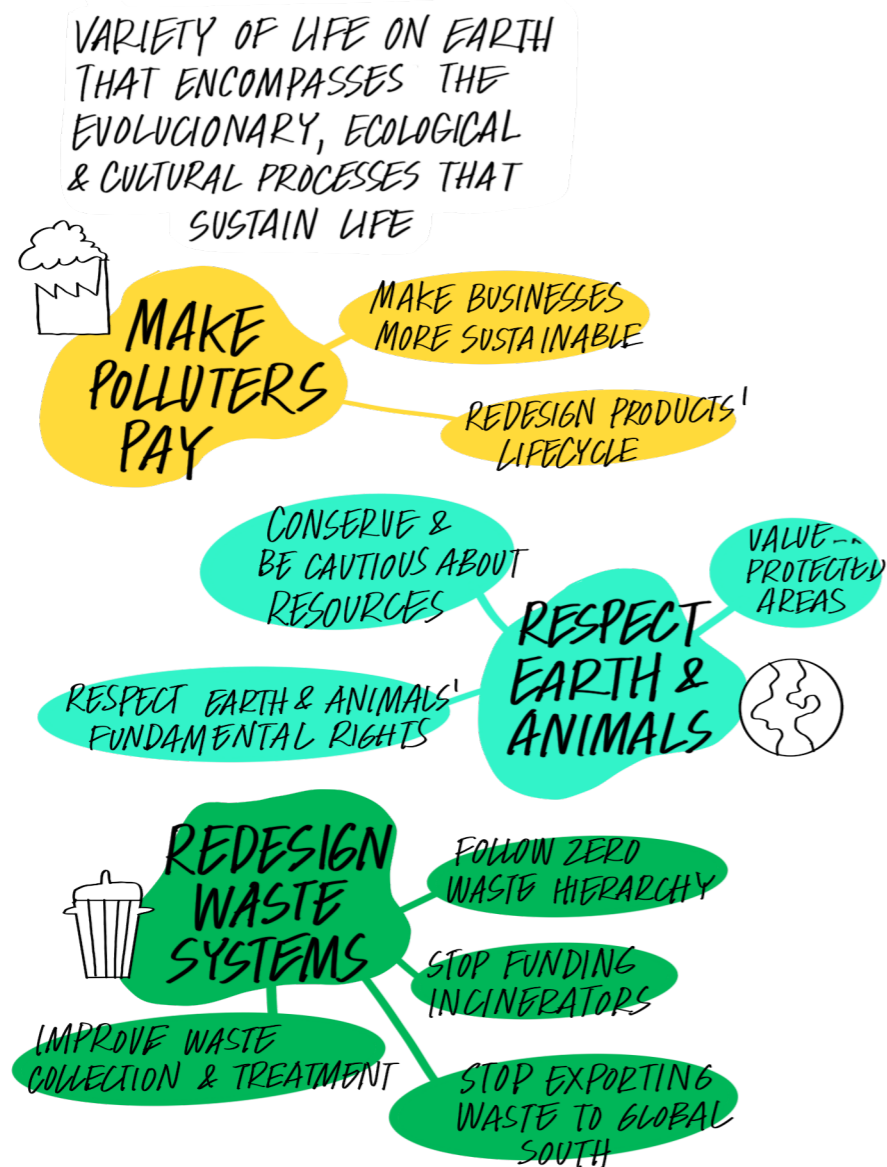 VARIETY OF LIFE ON EARTH
THAT ENCOMPASSES THE
EVOLUCIONARY, ECOLOGICAL
& CULTURAL PROCESSES THAT
SUSTAIN LIFE
MAKE
POLLUTERS
PAY
MAKE BUSINESSES
MORE SUSTAINABLE
REDESIGN PRODUCTS'
LIFECYCLE
CONSERVE &
BE CAUTIOUS ABOUT
RESOURCES
VALUE
PROTECTED
AREAS
RESPECT
EARTH &
ANIMALS
RESPECT EARTH & ANIMALS'
FUNDAMENTAL RIGHTS
REDESIGN
WASTE
SYSTEMS
FOLLOW ZERO
WASTE HIERARCHY
STOP FUNDING
INCINERATORS
IMPROVE WASTE
COLLECTION & TREATMENT
STOP EXPORTING
WASTE TO GLOBAL
SOUTH